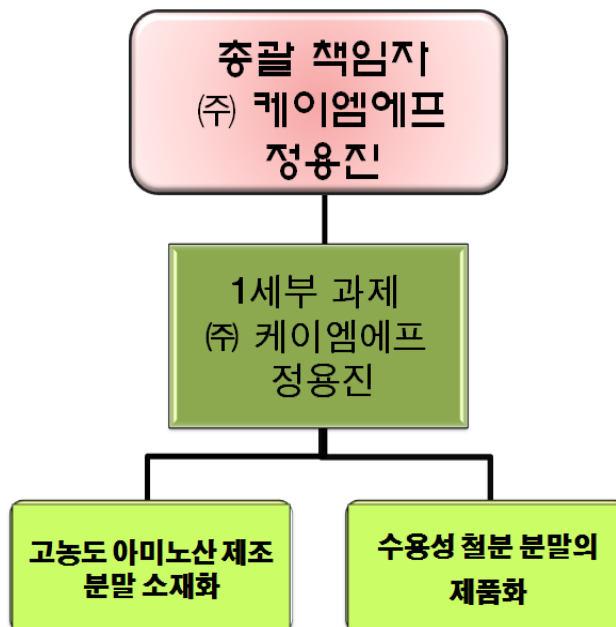 총괄 책임자
㈜ 케이엠에프
정용진
1세부 과제
㈜ 케이엠에프
정용진
고농도 아미노산 제조
분말 소재화
수용성 철분 분말의
제품화